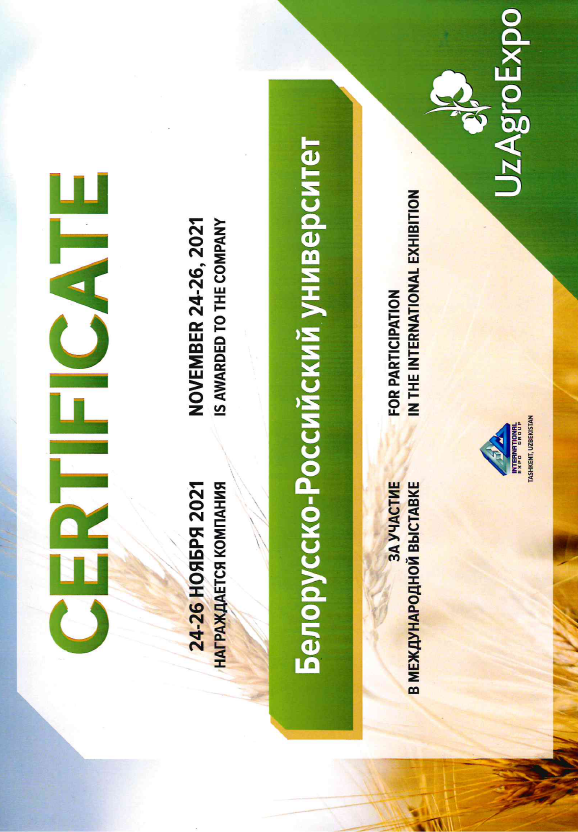 CERTIFICATE
24-26 НОЯБРЯ 2021
НАГРАЖДАЕТСЯ КОМПАНИЯ
NOVEMBER 24-26, 2021
IS AWARDED TO THE COMPANY
Белорусско-Российский университет
ЗА УЧАСТИЕ
В МЕЖДУНАРОДНОЙ ВЫСТАВКЕ
FOR PARTICIPATION
IN THE INTERNATIONAL EXHIBITION
INTERNATIONAL
EXPO GROUP
TASHKENT, UZBEKISTAN
UzAgroExpo